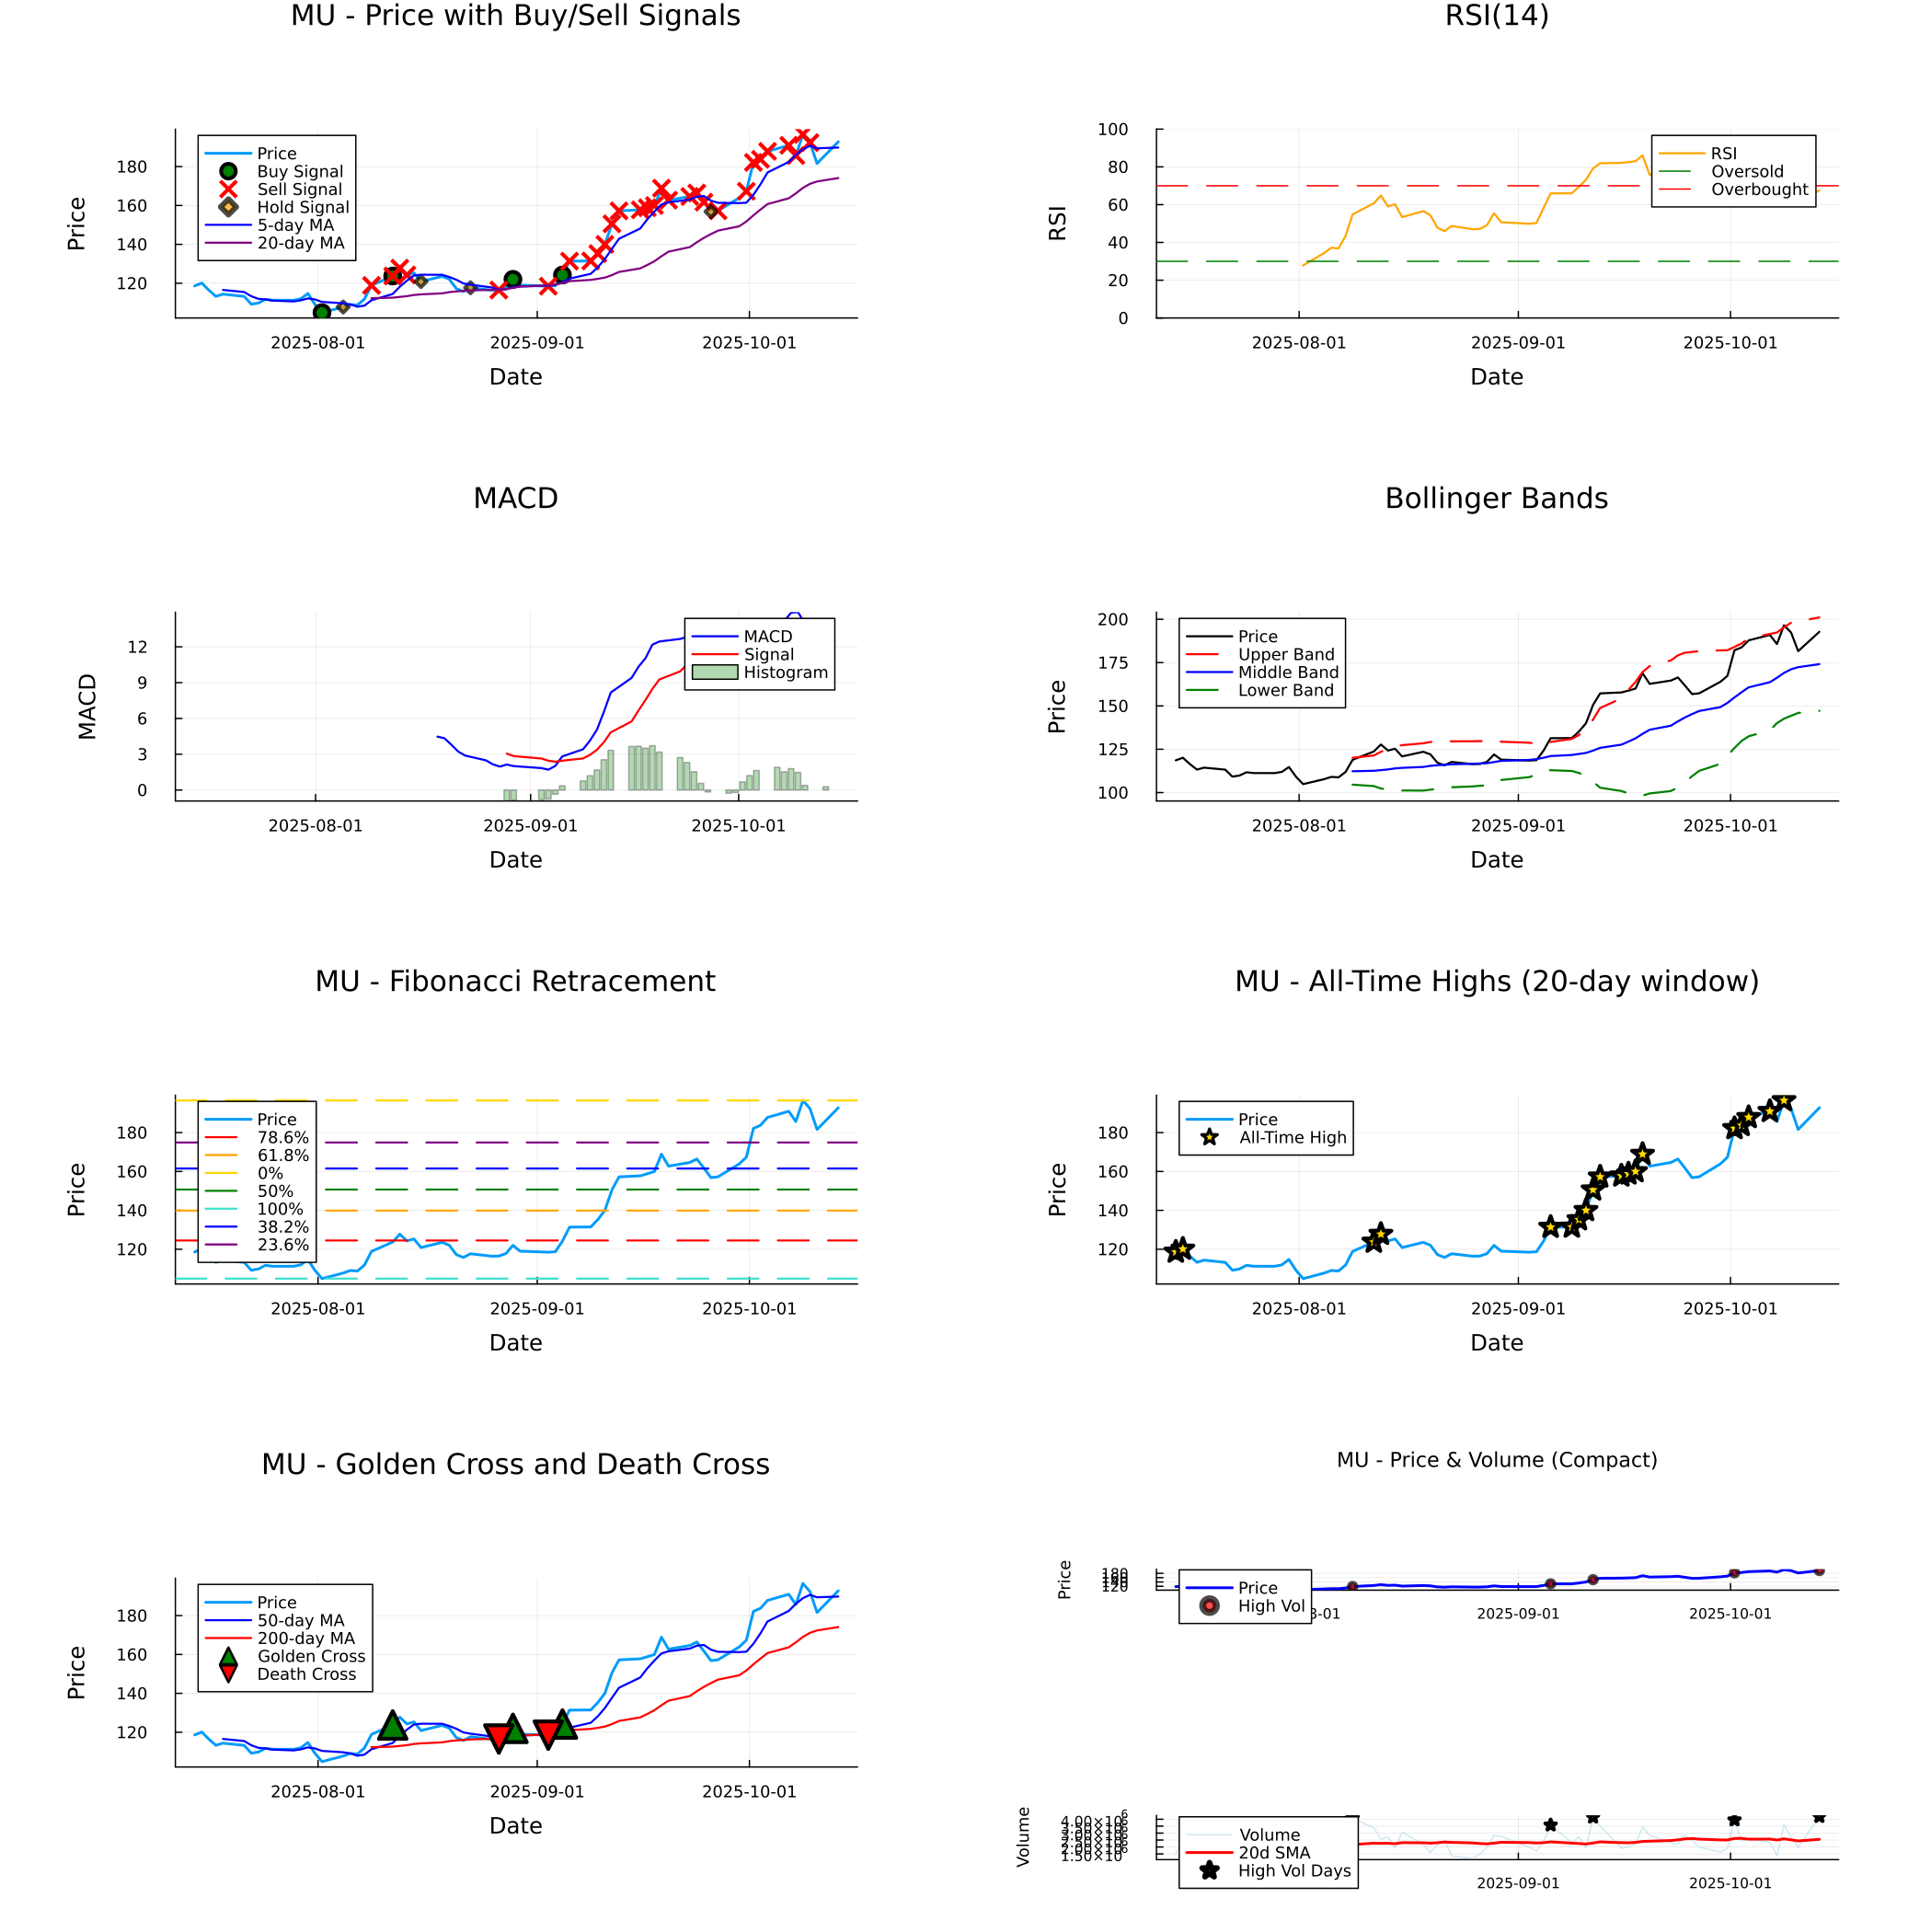 MU - Price with Buy/Sell Signals
Price
180
160
140
120
Price
Buy Signal
Sell Signal
Hold Signal
5-day MA
20-day MA
2025-08-01 2025-09-01 2025-10-01
Date
RSI(14)
RSI
100
80
60
40
20
0
RSI
Oversold
Overbought
2025-08-01 2025-09-01 2025-10-01
Date
MACD
MACD
12
9
6
3
0
MACD
Signal
Histogram
2025-08-01 2025-09-01 2025-10-01
Date
Bollinger Bands
Price
200
175
150
125
100
Price
Upper Band
Middle Band
Lower Band
2025-08-01 2025-09-01 2025-10-01
Date
MU - Fibonacci Retracement
Price
180
160
140
120
Price
78.6%
61.8%
0%
50%
100%
38.2%
23.6%
2025-08-01 2025-09-01 2025-10-01
Date
MU - All-Time Highs (20-day window)
Price
180
160
140
120
Price
All-Time High
2025-08-01 2025-09-01 2025-10-01
Date
MU - Golden Cross and Death Cross
Price
180
160
140
120
Price
50-day MA
200-day MA
Golden Cross
Death Cross
2025-08-01 2025-09-01 2025-10-01
Date
MU - Price & Volume (Compact)
Price
180
120
Price
High Vol
2025-09-01 2025-10-01
Volume
Volume
20d SMA
High Vol Days
2025-09-01 2025-10-01